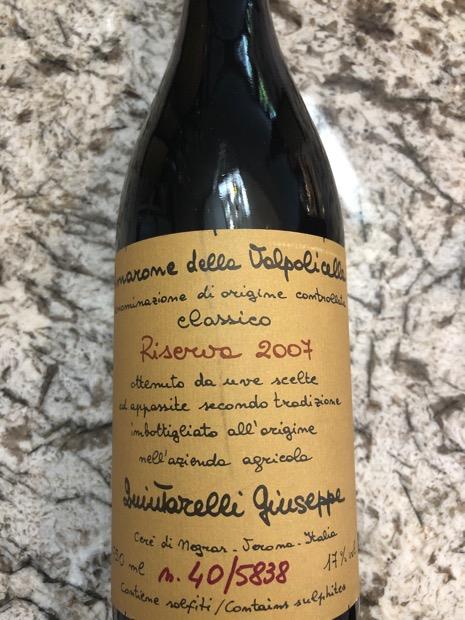 marone della Valpolicella
nominazione di origine controllata
classico
Riserva 2007
ottenuto da uve scelte
ed appassite secondo tradizione
imbottigliato all'origine
nell'azienda agricola
Quintarelli Giuseppe
Cerè di Negrar - Verona - Italia
50 ml n. 40/5838 17% vol
Contiene solfiti/Contains sulphites